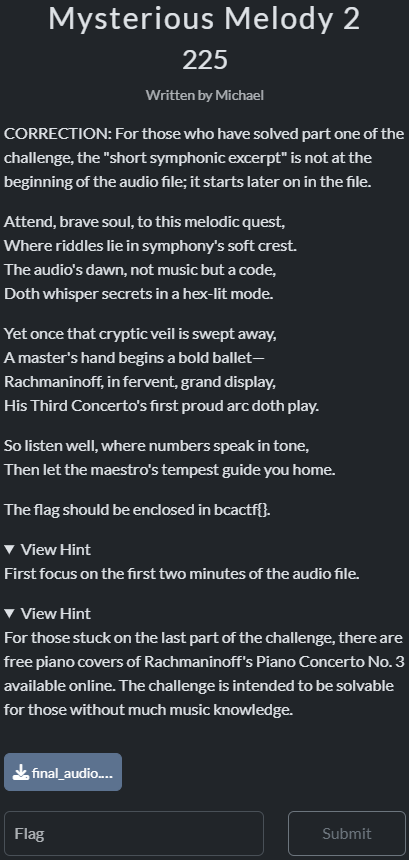 Mysterious Melody 2
225
Written by Michael
CORRECTION: For those who have solved part one of the
challenge, the "short symphonic excerpt" is not at the
beginning of the audio file; it starts later on in the file.
Attend, brave soul, to this melodic quest,
Where riddles lie in symphony's soft crest.
The audio's dawn, not music but a code,
Doth whisper secrets in a hex-lit mode.
Yet once that cryptic veil is swept away,
A master's hand begins a bold ballet—
Rachmaninoff, in fervent, grand display,
His Third Concerto's first proud arc doth play.
So listen well, where numbers speak in tone,
Then let the maestro's tempest guide you home.
The flag should be enclosed in bcactf{}.
▼ View Hint
First focus on the first two minutes of the audio file.
▼ View Hint
For those stuck on the last part of the challenge, there are
free piano covers of Rachmaninoff's Piano Concerto No. 3
available online. The challenge is intended to be solvable
for those without much music knowledge.
final_audio....
Flag
Submit